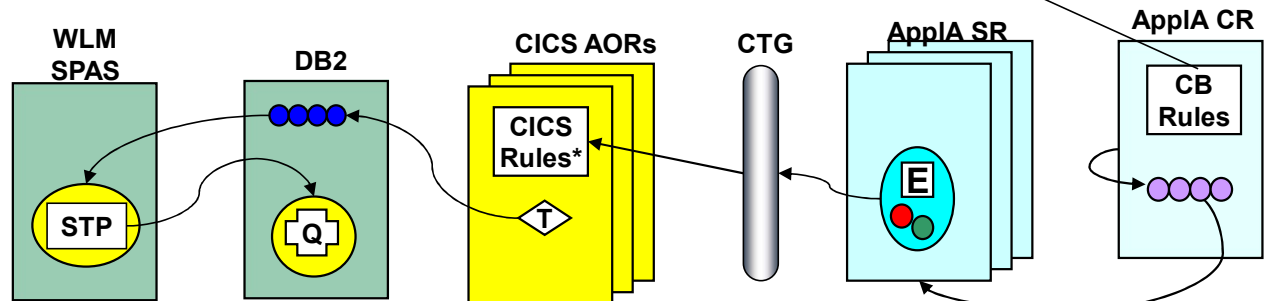 WLM
SPAS
DB2
CICS AORs
CTG
ApplA SR
ApplA CR
CB
Rules
CICS
Rules*
E
STP
Q
T